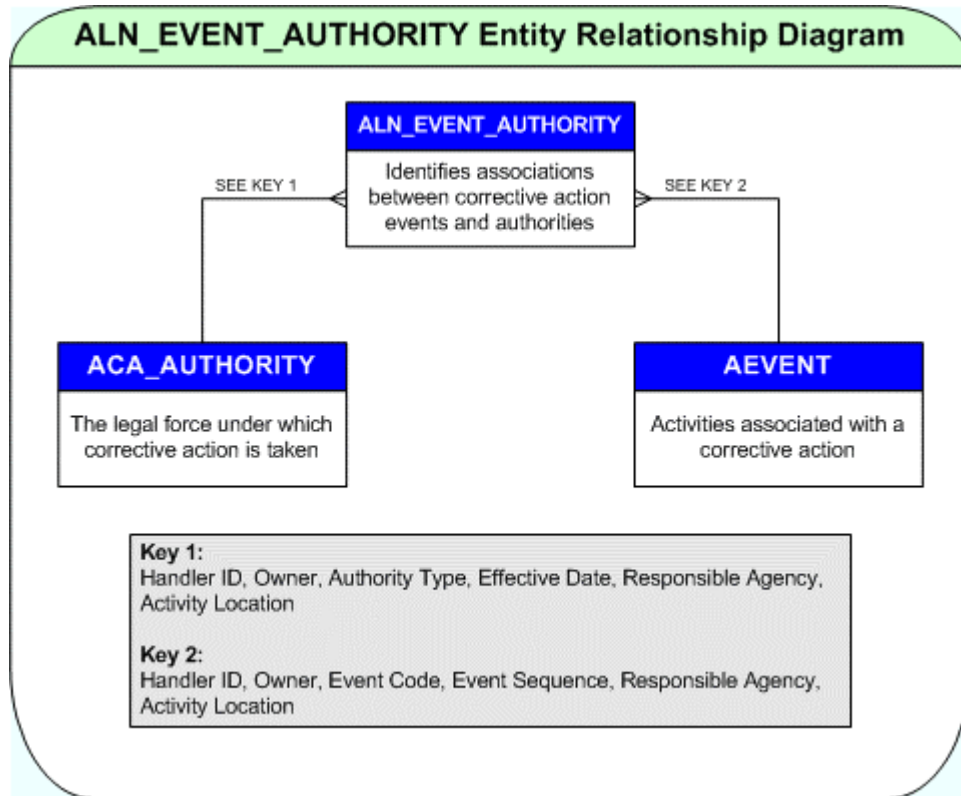 ALN_EVENT_AUTHORITY Entity Relationship Diagram
ALN_EVENT_AUTHORITY
Identifies associations
between corrective action
events and authorities
SEE KEY 1
SEE KEY 2
ACA_AUTHORITY
The legal force under which
corrective action is taken
AEVENT
Activities associated with a
corrective action
Key 1:
Handler ID, Owner, Authority Type, Effective Date, Responsible Agency,
Activity Location
Key 2:
Handler ID, Owner, Event Code, Event Sequence, Responsible Agency,
Activity Location